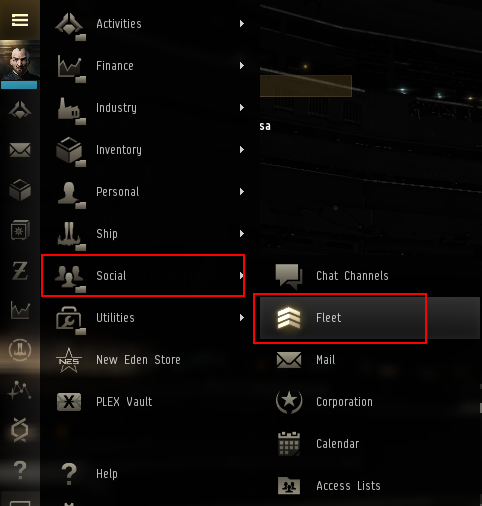 Activities
Finance
Industry
sa
Inventory
Personal
Ship
Social
Chat Channels
Utilities
Fleet
NES
New Eden Store
Mail
PLEX Vault
Corporation
Calendar
Help
Access Lists